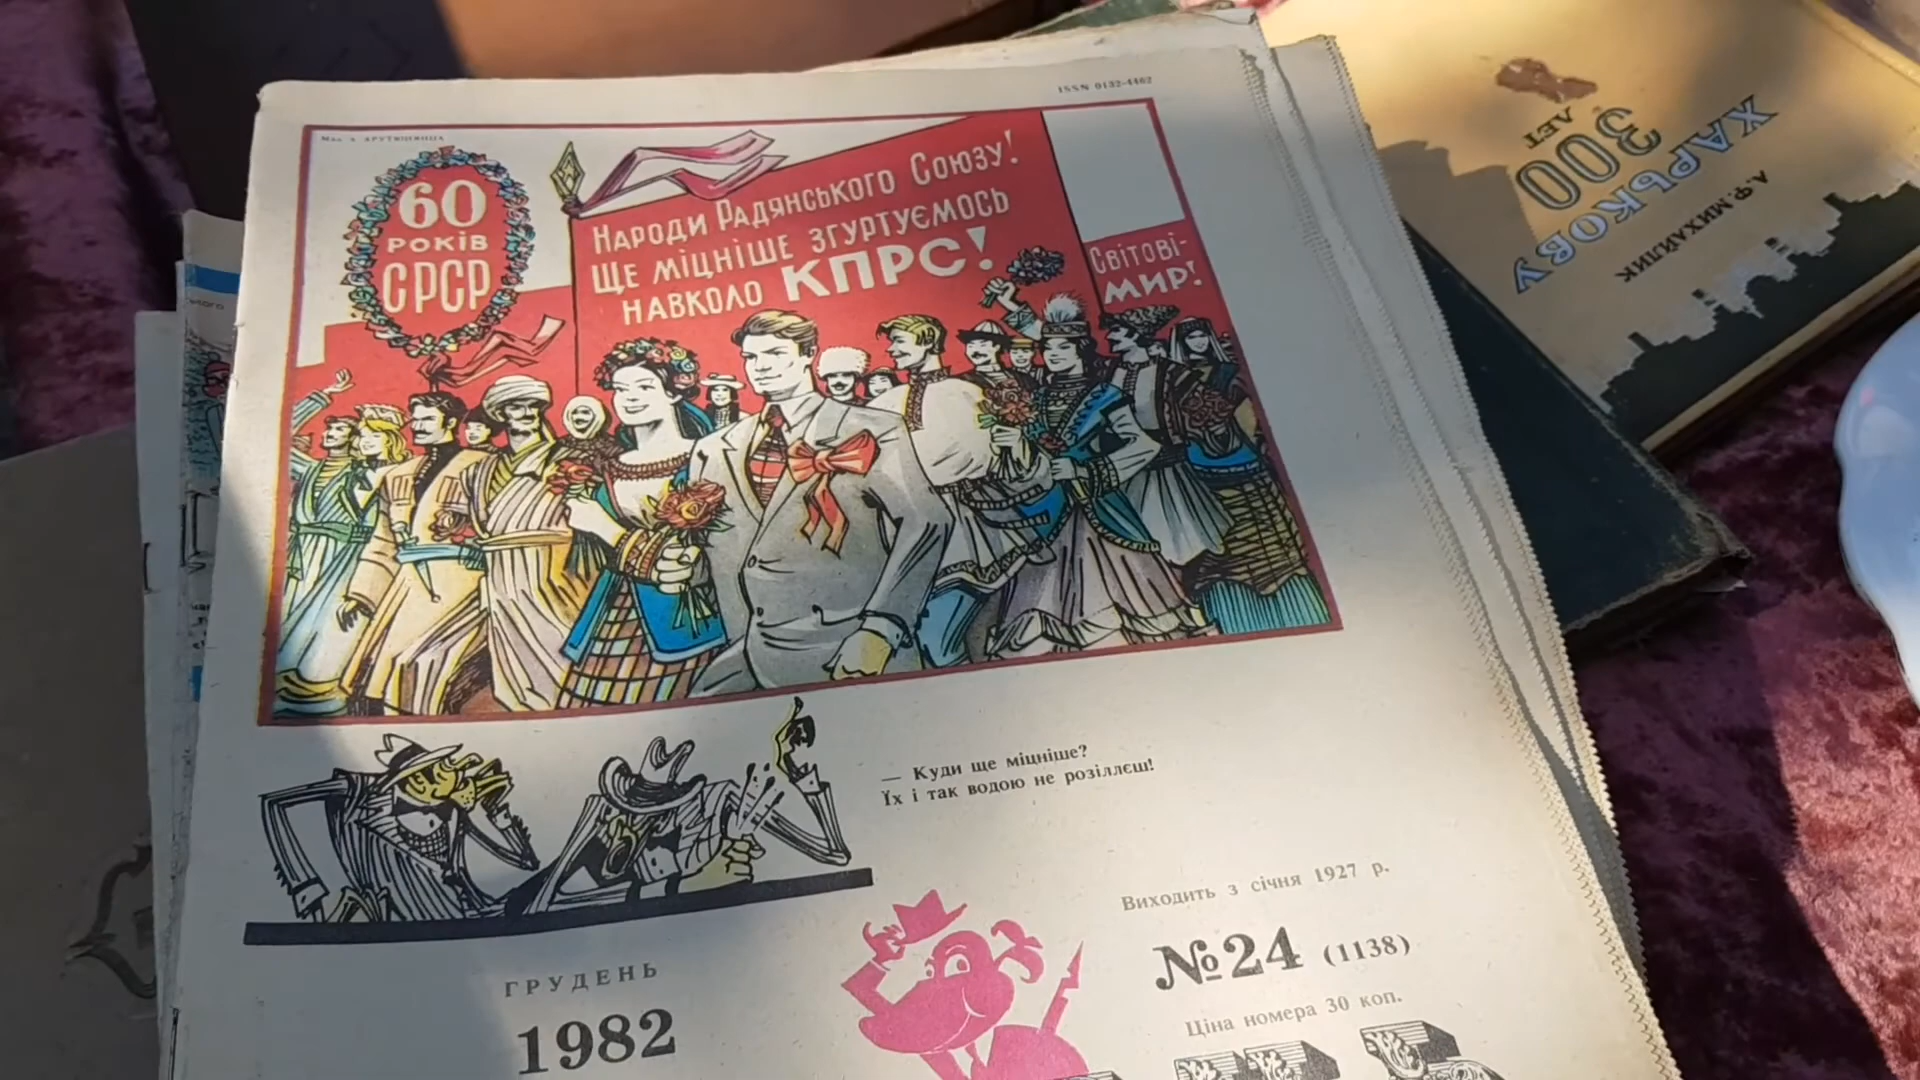 ISSN 0132-4462
Мал. А. АРУТЮНЯНЦА
60
РОКІВ
СРСР
НАРОДИ РАДЯНСЬКОГО СОЮЗУ!
ЩЕ МІЦНІШЕ ЗГУРТУЄМОСЬ
НАВКОЛО КПРС!
СВІТОВІ-
МИР!
— Куди ще міцніше?
Їх і так водою не розіллєш!
Виходить з січня 1927 р.
№24 (1138)
Ціна номера 30 коп.
ГРУДЕНЬ
1982
А.Ф. МИХАЙЛИК
ХАРЬКОВУ
300
ЛЕТ